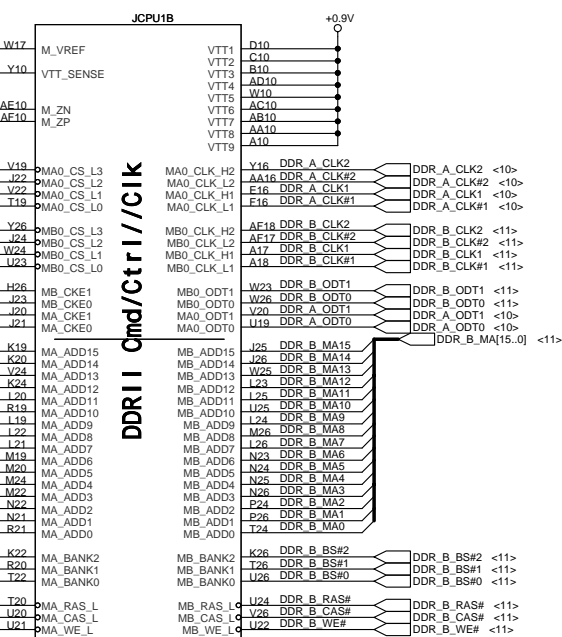 JCPU1B
+0.9V
W17 M_VREF VTT1 D10
VTT2 C10
Y10 VTT_SENSE VTT3 B10
VTT4 AD10
VTT5 W10
AE10 M_ZN VTT6 AC10
AF10 M_ZP VTT7 AB10
VTT8 AA10
VTT9 A10
V19 MA0_CS_L3 MA0_CLK_H2 Y16 DDR_A_CLK2 DDR_A_CLK2 <10>
J22 MA0_CS_L2 MA0_CLK_L2 AA16 DDR_A_CLK#2 DDR_A_CLK#2 <10>
V22 MA0_CS_L1 MA0_CLK_H1 E16 DDR_A_CLK1 DDR_A_CLK1 <10>
T19 MA0_CS_L0 MA0_CLK_L1 F16 DDR_A_CLK#1 DDR_A_CLK#1 <10>
Y26 MB0_CS_L3 MB0_CLK_H2 AF18 DDR_B_CLK2 DDR_B_CLK2 <11>
J24 MB0_CS_L2 MB0_CLK_L2 AF17 DDR_B_CLK#2 DDR_B_CLK#2 <11>
W24 MB0_CS_L1 MB0_CLK_H1 A17 DDR_B_CLK1 DDR_B_CLK1 <11>
U23 MB0_CS_L0 MB0_CLK_L1 A18 DDR_B_CLK#1 DDR_B_CLK#1 <11>
H26 MB_CKE1 MB0_ODT1 W23 DDR_B_ODT1 DDR_B_ODT1 <11>
J23 MB_CKE0 MB0_ODT0 W26 DDR_B_ODT0 DDR_B_ODT0 <11>
J20 MA_CKE1 MA0_ODT1 V20 DDR_A_ODT1 DDR_A_ODT1 <10>
J21 MA_CKE0 MA0_ODT0 U19 DDR_A_ODT0 DDR_A_ODT0 <10>
DDR_B_MA[15..0] <11>
K19 MA_ADD15 MB_ADD15 J25 DDR_B_MA15
K20 MA_ADD14 MB_ADD14 J26 DDR_B_MA14
V24 MA_ADD13 MB_ADD13 W25 DDR_B_MA13
K24 MA_ADD12 MB_ADD12 L23 DDR_B_MA12
L20 MA_ADD11 MB_ADD11 L25 DDR_B_MA11
R19 MA_ADD10 MB_ADD10 U25 DDR_B_MA10
L19 MA_ADD9 MB_ADD9 L24 DDR_B_MA9
L22 MA_ADD8 MB_ADD8 M26 DDR_B_MA8
L21 MA_ADD7 MB_ADD7 L26 DDR_B_MA7
M19 MA_ADD6 MB_ADD6 N23 DDR_B_MA6
M20 MA_ADD5 MB_ADD5 N24 DDR_B_MA5
M24 MA_ADD4 MB_ADD4 N25 DDR_B_MA4
M22 MA_ADD3 MB_ADD3 N26 DDR_B_MA3
N22 MA_ADD2 MB_ADD2 P24 DDR_B_MA2
N21 MA_ADD1 MB_ADD1 P26 DDR_B_MA1
R21 MA_ADD0 MB_ADD0 T24 DDR_B_MA0
K22 MA_BANK2 MB_BANK2 K26 DDR_B_BS#2 DDR_B_BS#2 <11>
R20 MA_BANK1 MB_BANK1 T26 DDR_B_BS#1 DDR_B_BS#1 <11>
T22 MA_BANK0 MB_BANK0 U26 DDR_B_BS#0 DDR_B_BS#0 <11>
T20 MA_RAS_L MB_RAS_L U24 DDR_B_RAS# DDR_B_RAS# <11>
U20 MA_CAS_L MB_CAS_L V26 DDR_B_CAS# DDR_B_CAS# <11>
U21 MA_WE_L MB_WE_L U22 DDR_B_WE# DDR_B_WE# <11>
DDRII Cmd/Ctrl//Clk